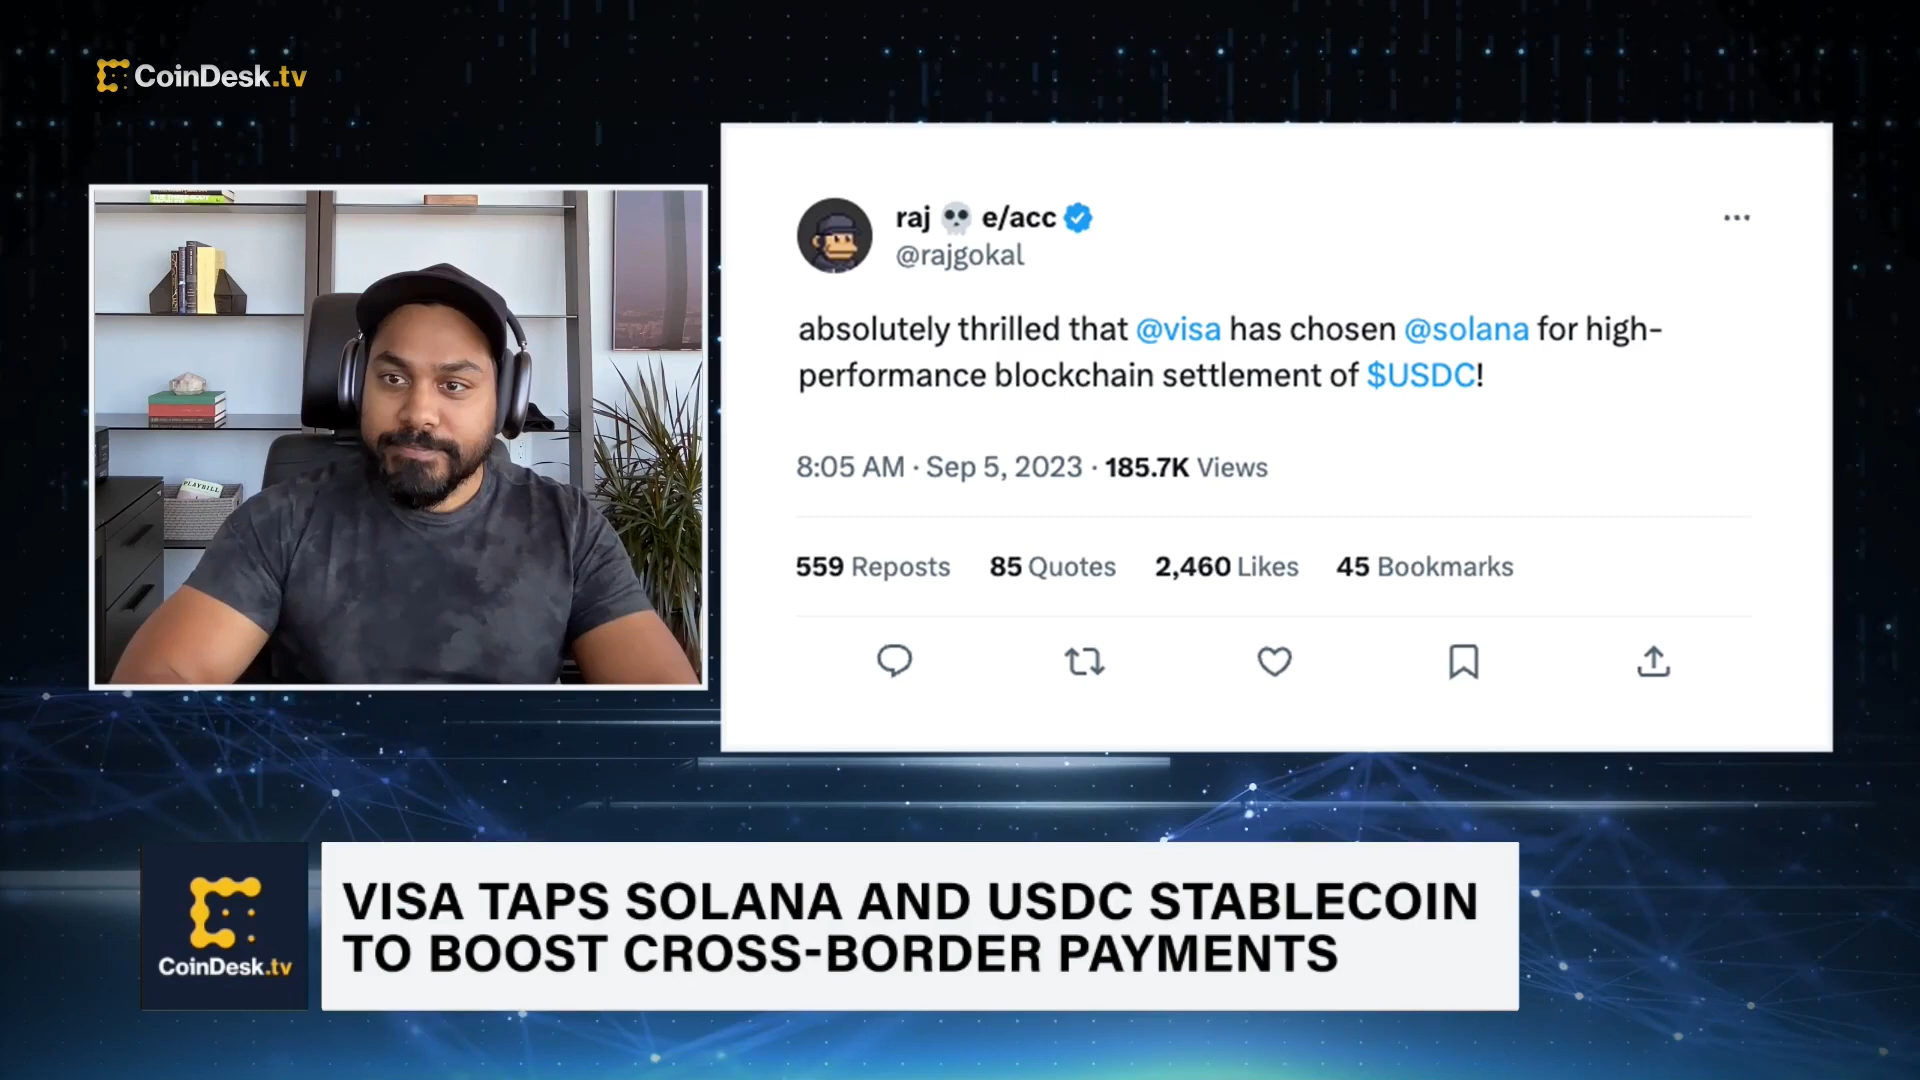 CoinDesk.tv
raj 💀 e/acc
@rajgokal
absolutely thrilled that @visa has chosen @solana for high-
performance blockchain settlement of $USDC!
8:05 AM · Sep 5, 2023 · 185.7K Views
559 Reposts 85 Quotes 2,460 Likes 45 Bookmarks
PLAYBILL
VISA TAPS SOLANA AND USDC STABLECOIN
TO BOOST CROSS-BORDER PAYMENTS
CoinDesk.tv